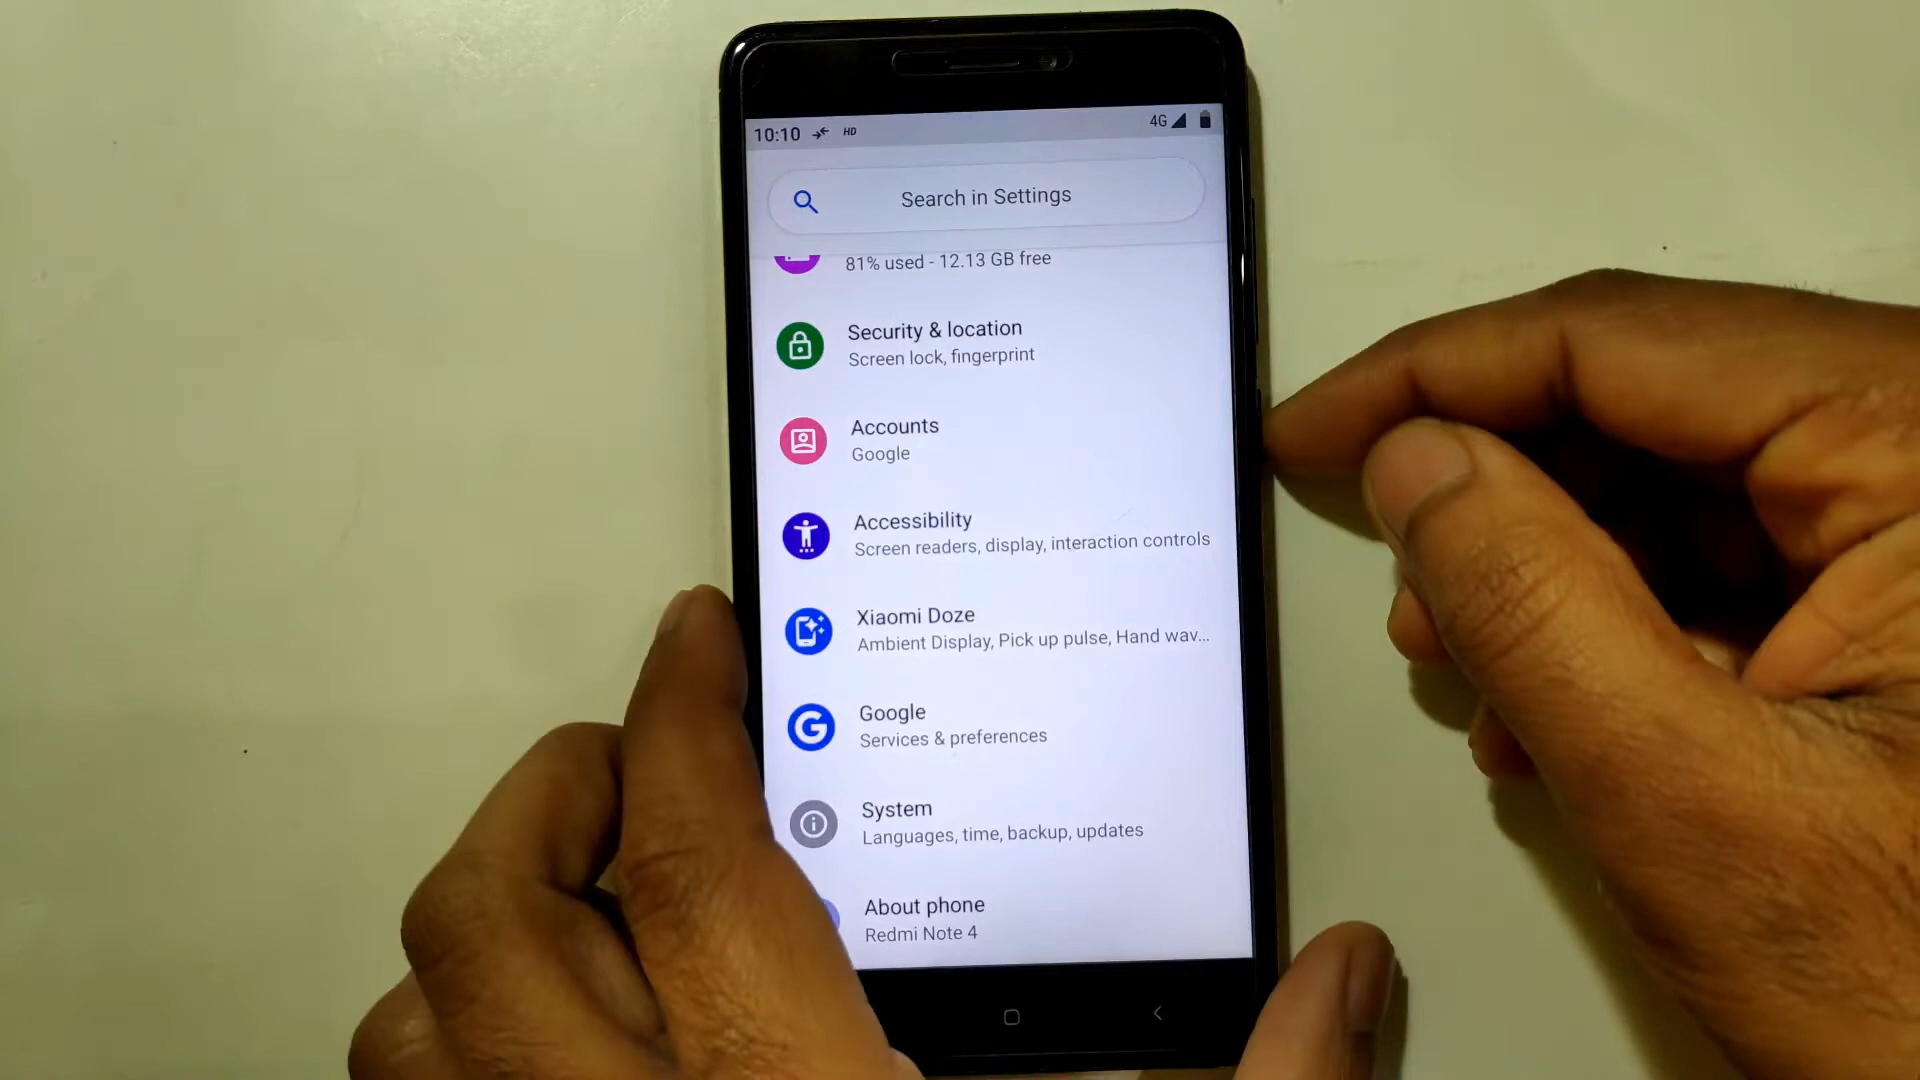 10:10 HD 4G
Search in Settings
81% used - 12.13 GB free
Security & location
Screen lock, fingerprint
Accounts
Google
Accessibility
Screen readers, display, interaction controls
Xiaomi Doze
Ambient Display, Pick up pulse, Hand wav...
Google
Services & preferences
System
Languages, time, backup, updates
About phone
Redmi Note 4